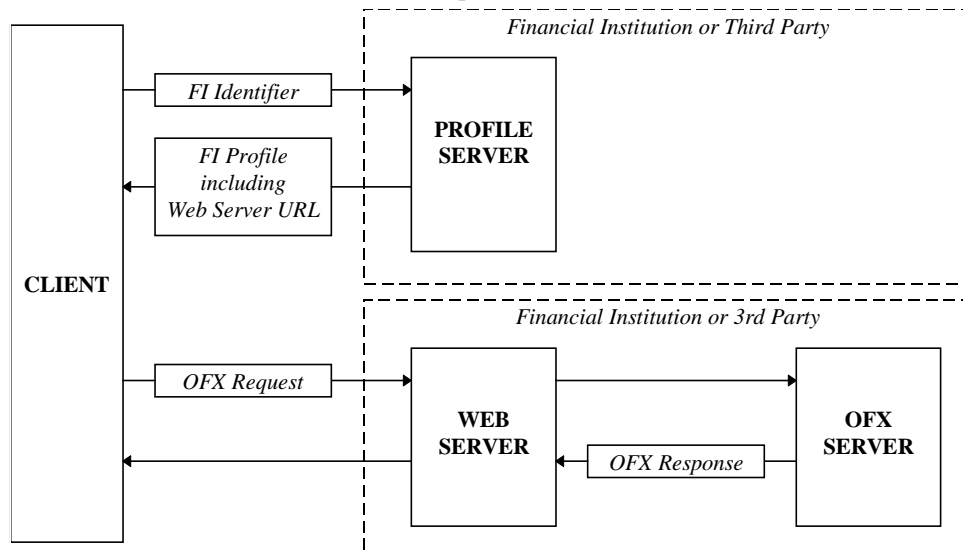 Financial Institution or Third Party
FI Identifier
PROFILE
SERVER
FI Profile
including
Web Server URL
CLIENT
Financial Institution or 3rd Party
OFX Request
WEB
SERVER
OFX
SERVER
OFX Response